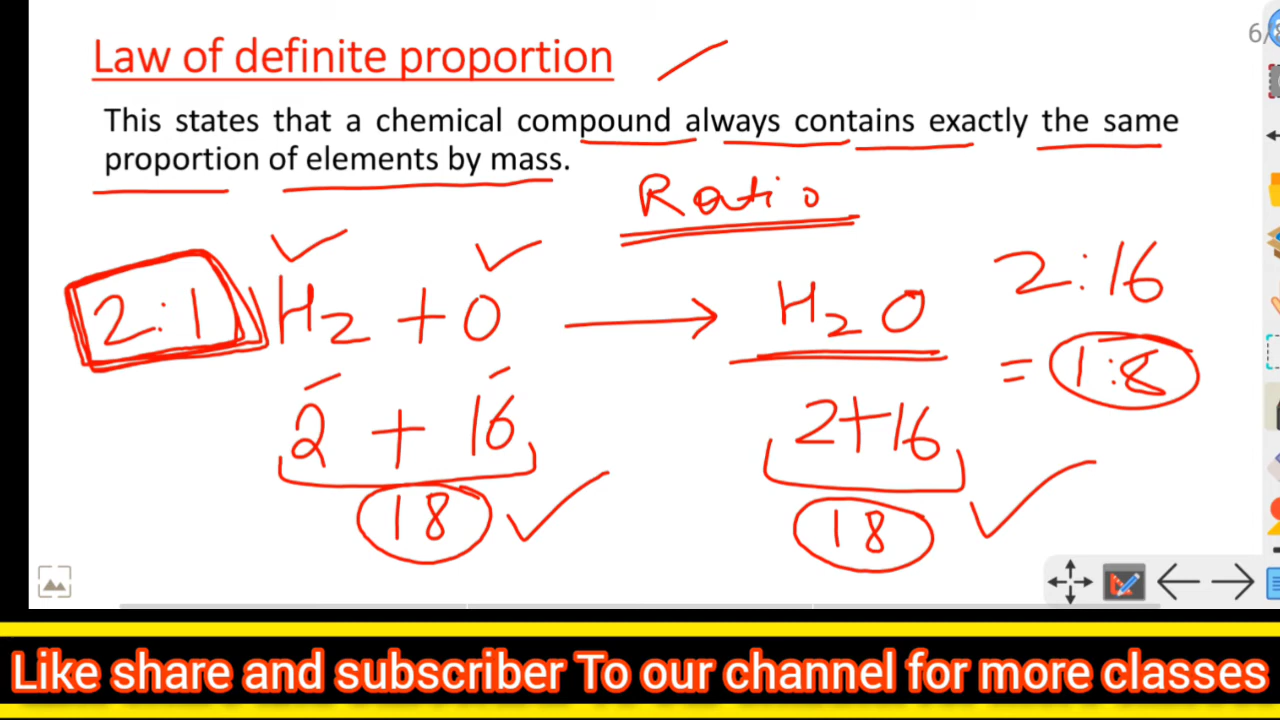 6/
Law of definite proportion
This states that a chemical compound always contains exactly the same
proportion of elements by mass.
Ratio
2:1 H2 + O → H2O 2:16
= 1:8
2 + 16 2+16
18 18
Like share and subscriber To our channel for more classes